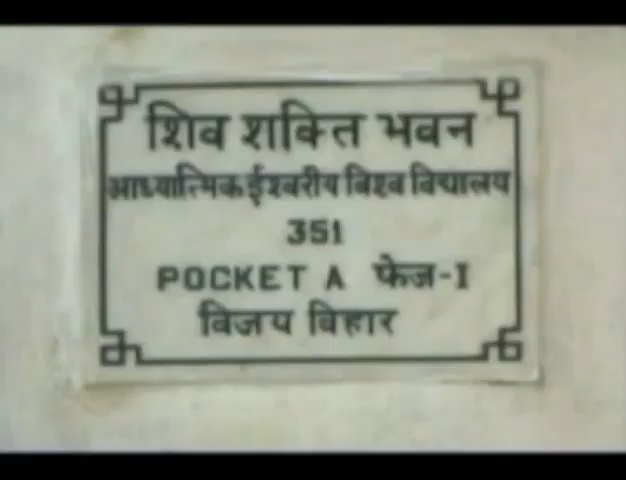 शिव शक्ति भवन
आध्यात्मिक ईश्वरीय विश्व विद्यालय
351
POCKET A फेज-I
विजय विहार